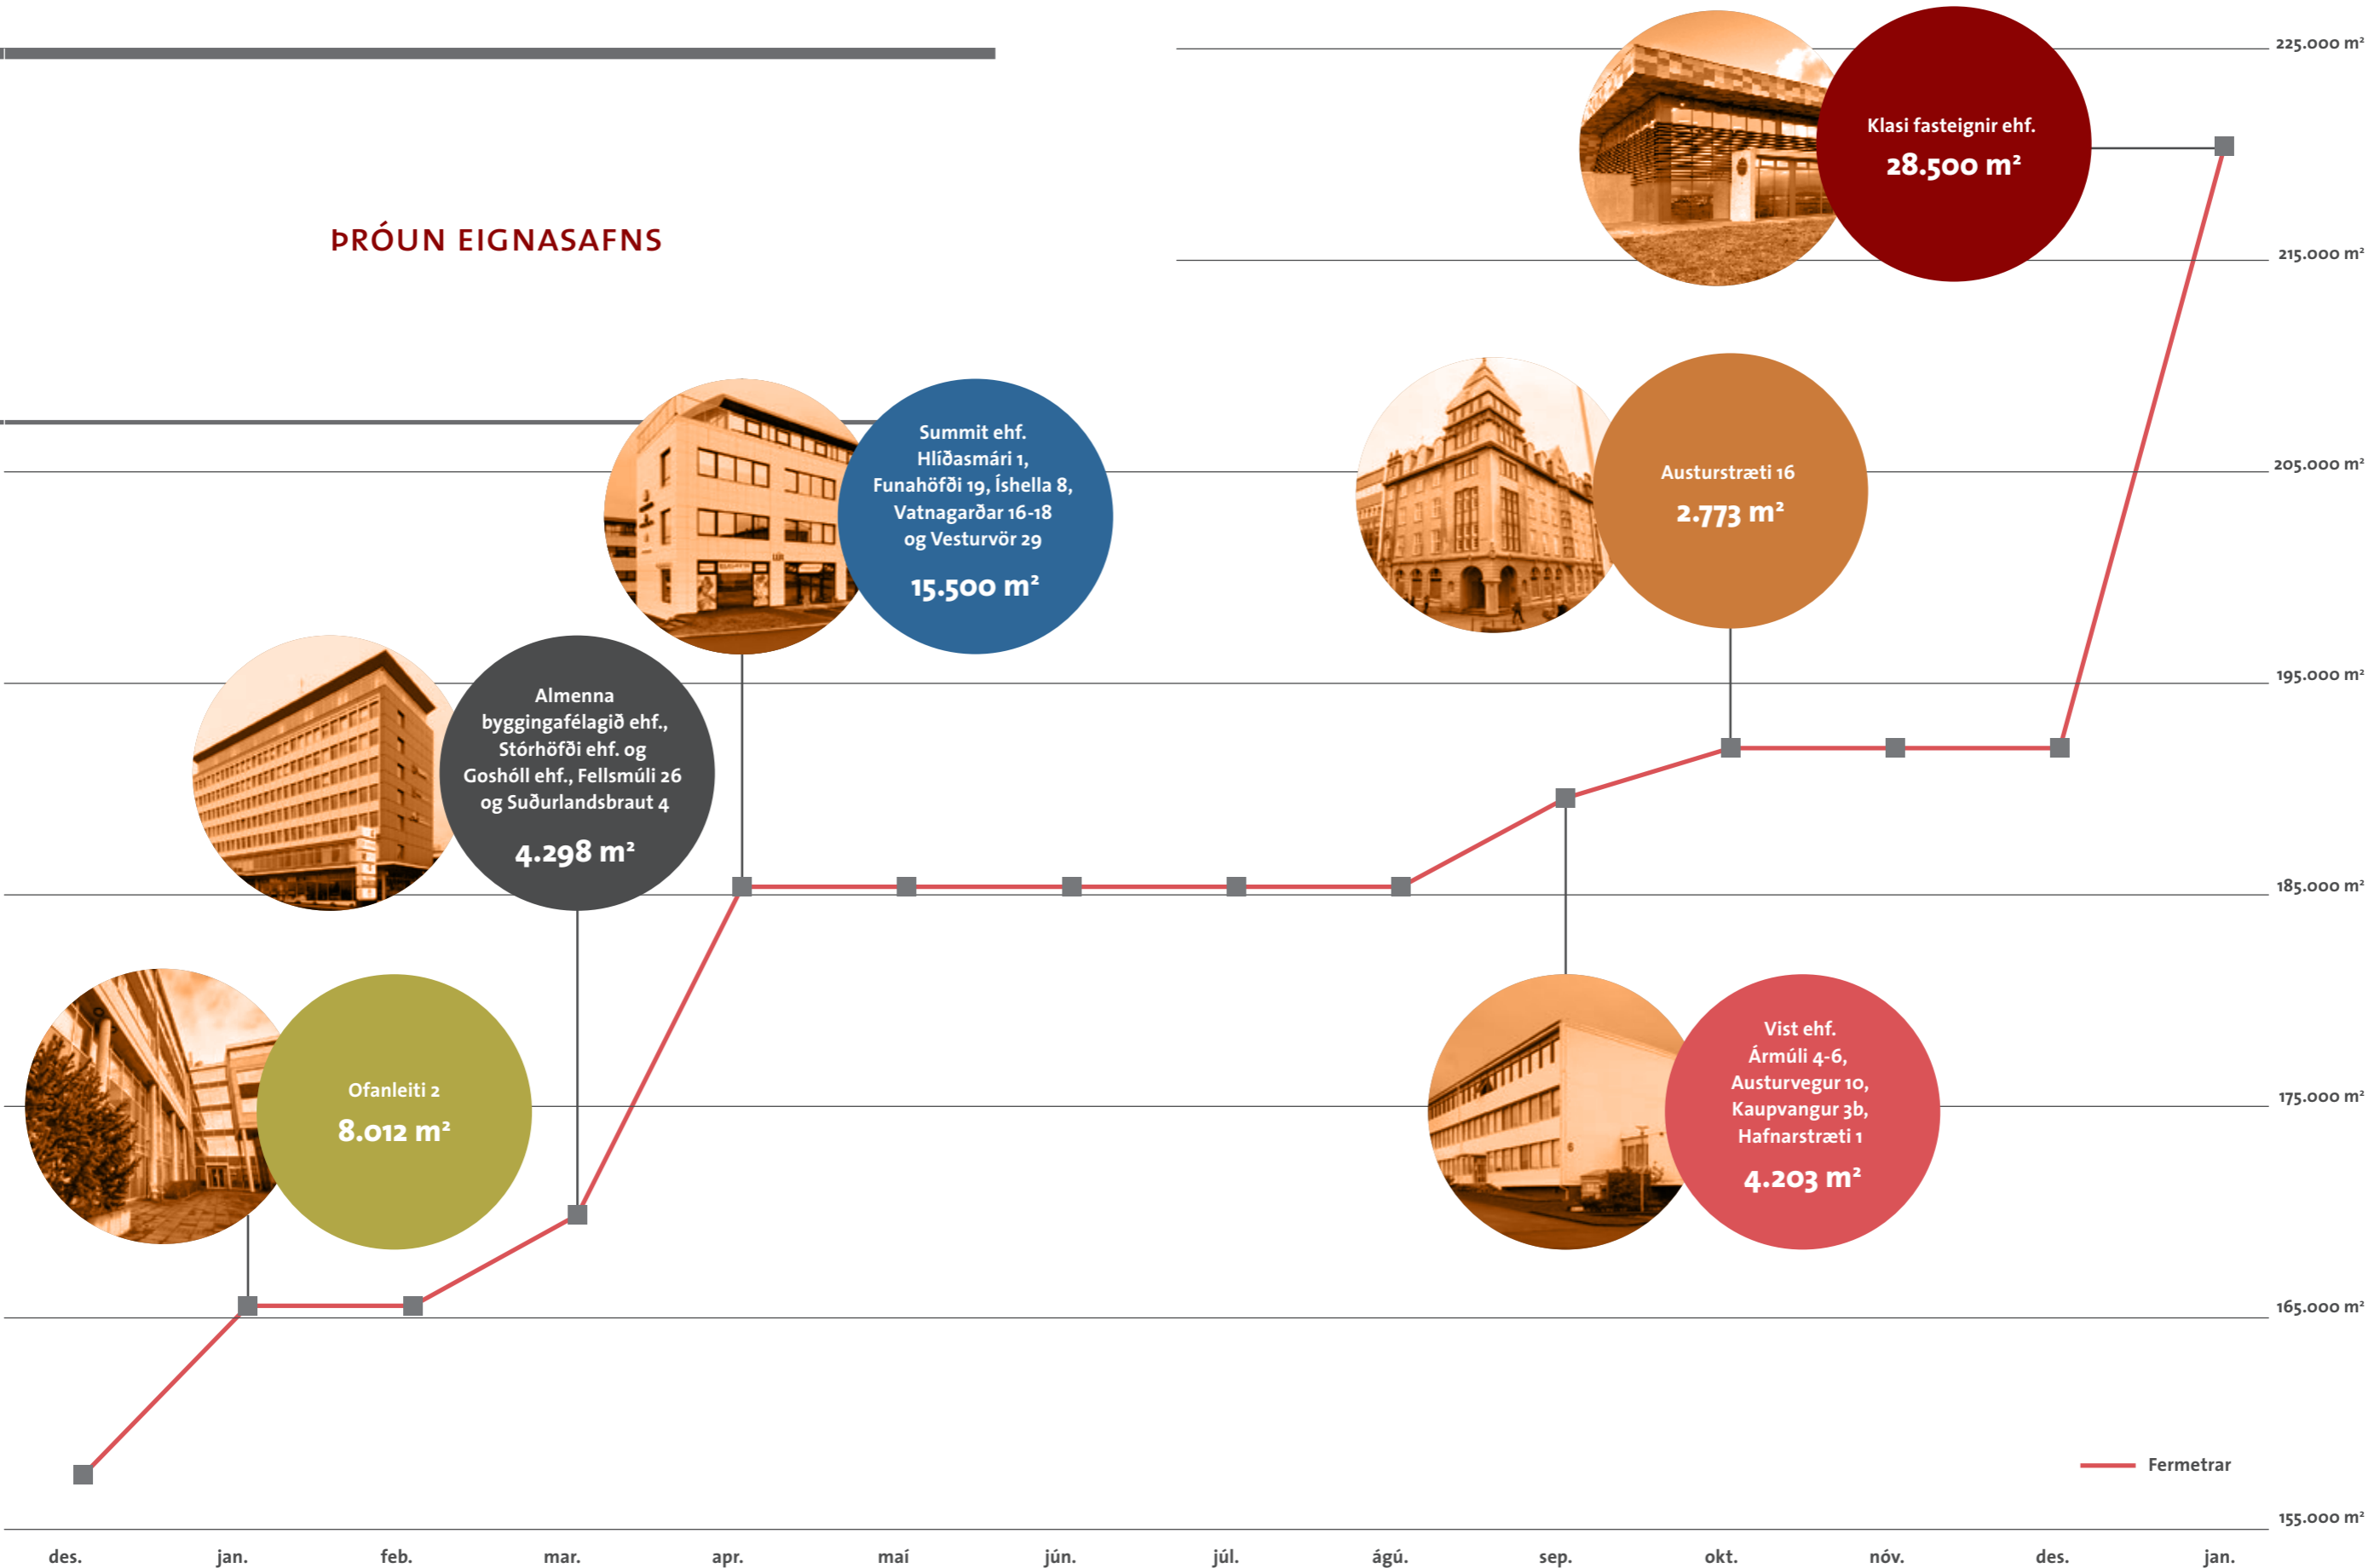 ÞRÓUN EIGNASAFNS
Klasi fasteignir ehf.
28.500 m²
Summit ehf.
Hlíðasmári 1,
Funahöfði 19, Íshella 8,
Vatnagarðar 16-18
og Vesturvör 29
15.500 m²
Austurstræti 16
2.773 m²
Almenna
byggingafélagið ehf.,
Stórhöfði ehf. og
Goshóll ehf., Fellsmúli 26
og Suðurlandsbraut 4
4.298 m²
Ofanleiti 2
8.012 m²
Vist ehf.
Ármúli 4-6,
Austurvegur 10,
Kaupvangur 3b,
Hafnarstræti 1
4.203 m²
225.000 m²
215.000 m²
205.000 m²
195.000 m²
185.000 m²
175.000 m²
165.000 m²
155.000 m²
Fermetrar
des. jan. feb. mar. apr. maí jún. júl. ágú. sep. okt. nóv. des. jan.